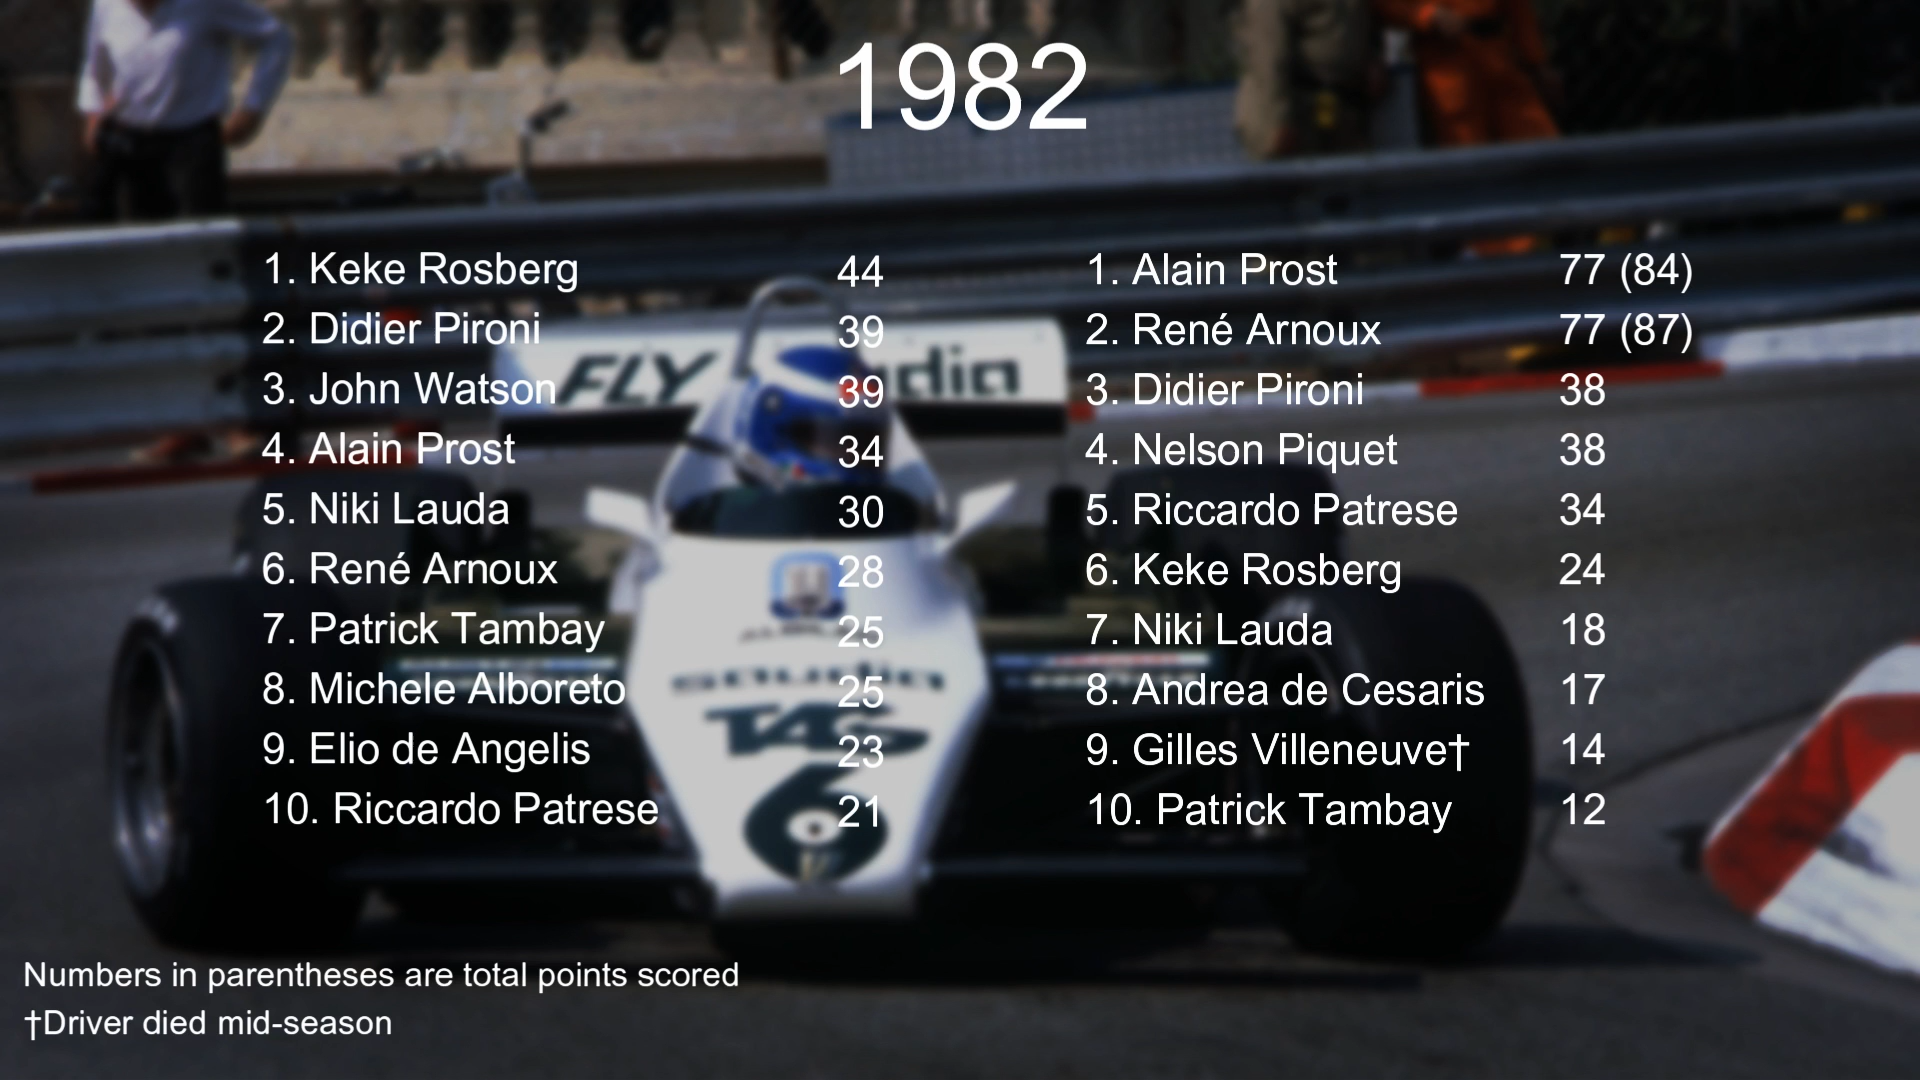 1982
1. Keke Rosberg 44
2. Didier Pironi 39
3. John Watson 39
4. Alain Prost 34
5. Niki Lauda 30
6. René Arnoux 28
7. Patrick Tambay 25
8. Michele Alboreto 25
9. Elio de Angelis 23
10. Riccardo Patrese 21
1. Alain Prost 77 (84)
2. René Arnoux 77 (87)
3. Didier Pironi 38
4. Nelson Piquet 38
5. Riccardo Patrese 34
6. Keke Rosberg 24
7. Niki Lauda 18
8. Andrea de Cesaris 17
9. Gilles Villeneuve† 14
10. Patrick Tambay 12
FLY
saudia
TAG
6
Numbers in parentheses are total points scored
†Driver died mid-season